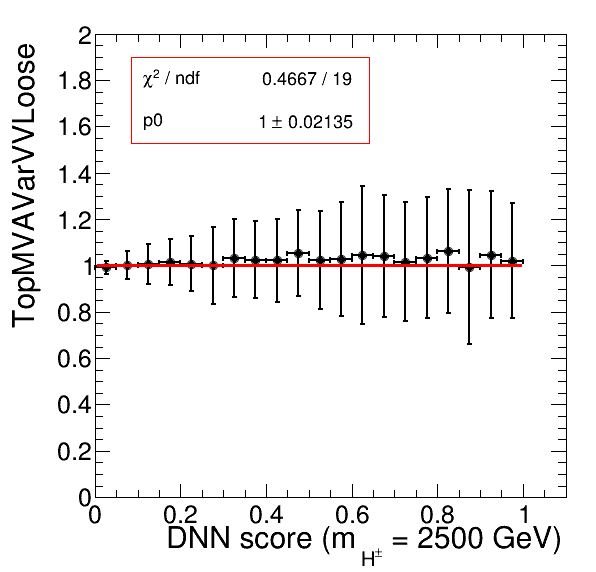 TopMVAVarVVLoose
2
1.8
1.6
1.4
1.2
1
0.8
0.6
0.4
0.2
0
χ² / ndf 0.4667 / 19
p0 1 ± 0.02135
0 0.2 0.4 0.6 0.8 1
DNN score (m_H± = 2500 GeV)